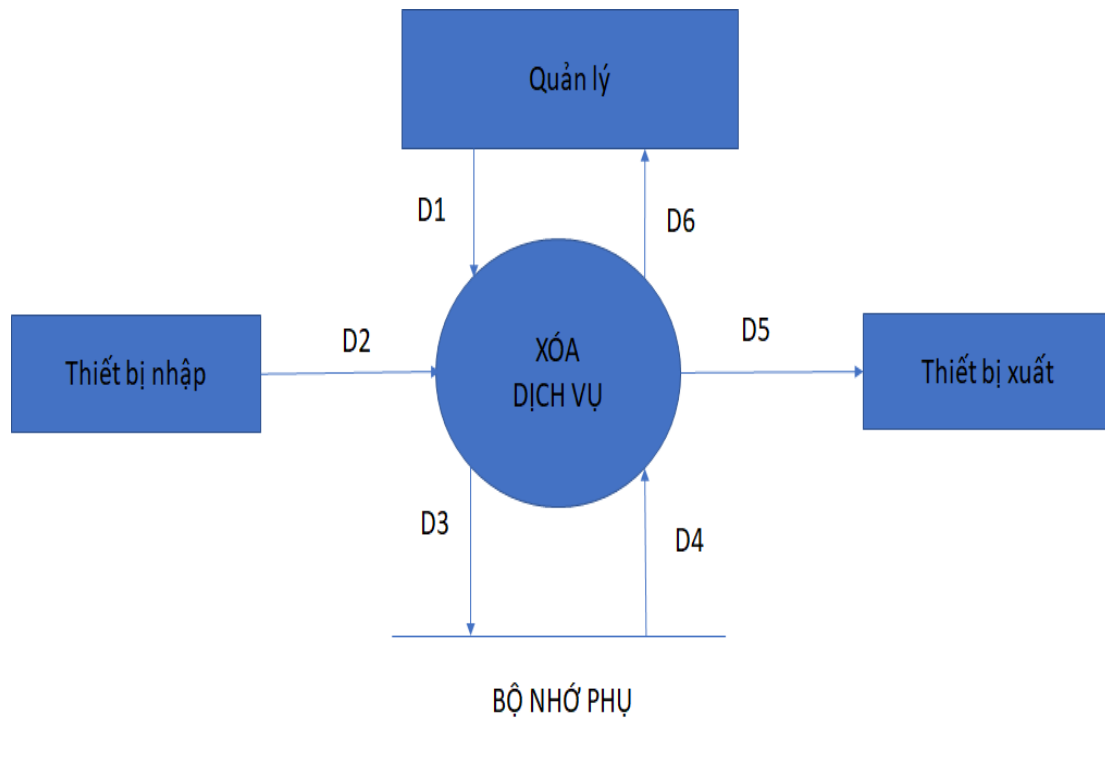 Quản lý
D1
D6
Thiết bị nhập
D2
XÓA
DỊCH VỤ
D5
Thiết bị xuất
D3
D4
BỘ NHỚ PHỤ